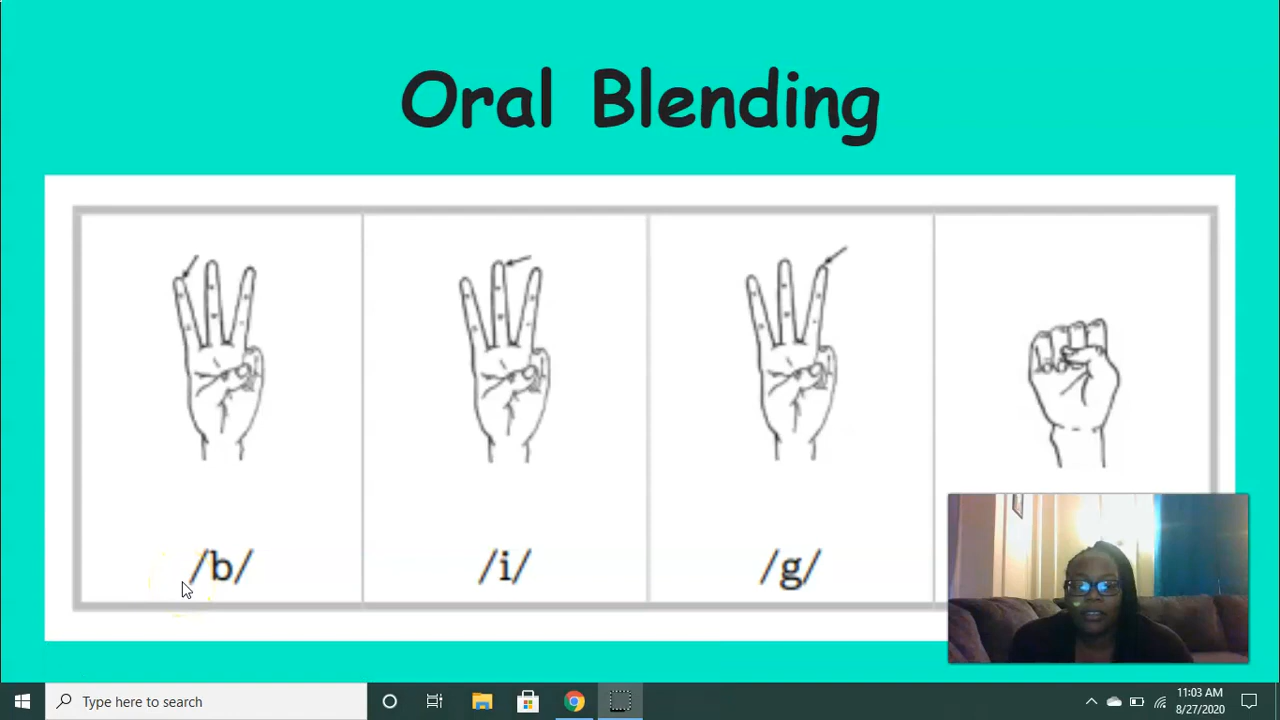 Oral Blending
/b/ /i/ /g/
Type here to search
11:03 AM
8/27/2020